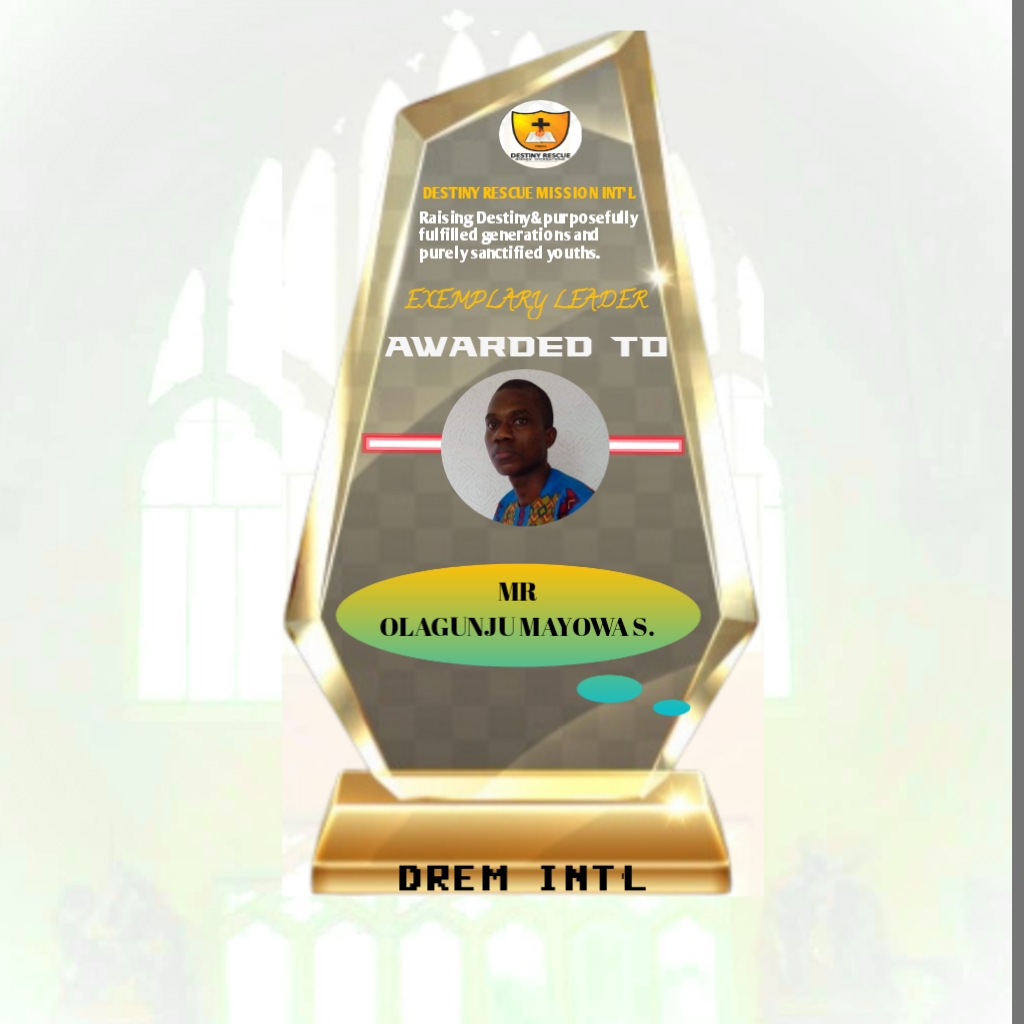 DESTINY RESCUE
DESTINY RESCUE MISSION INT'L
Raising Destiny&purposefully
fulfilled generations and
purely sanctified youths.
EXEMPLARY LEADER
AWARDED TO
MR
OLAGUNJU MAYOWA S.
DREM INT'L